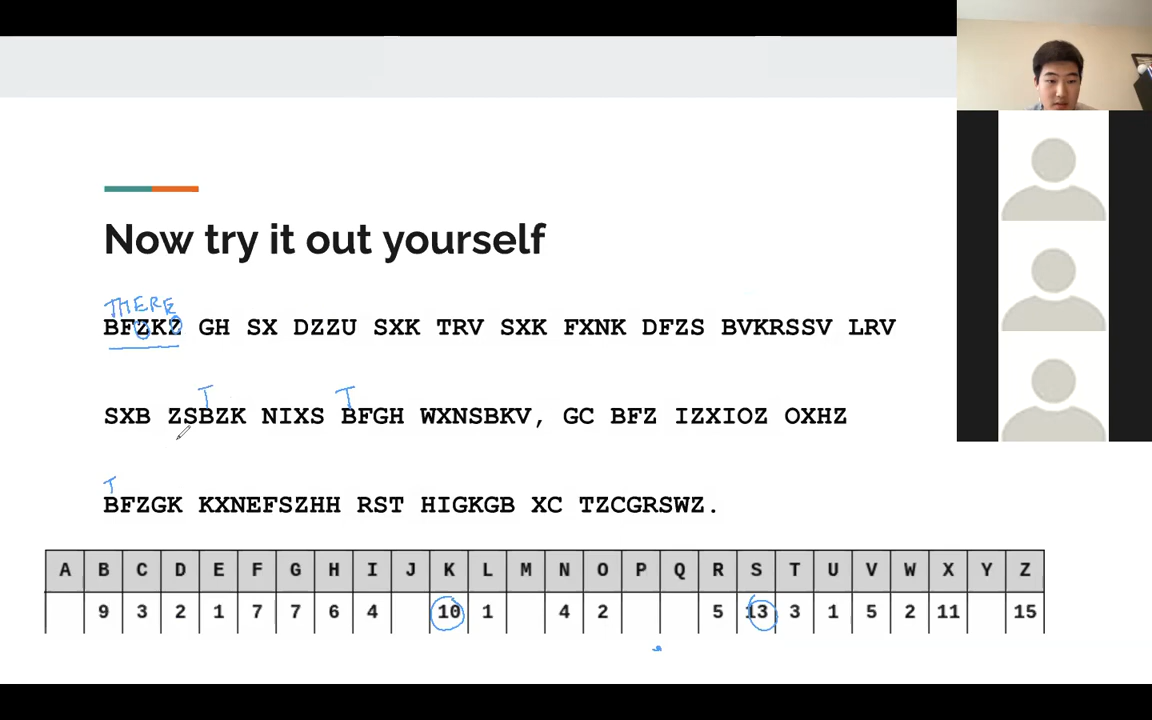 Now try it out yourself
THERE
BFZKZ GH SX DZZU SXK TRV SXK FXNK DFZS BVKRSSV LRV
T T
SXB ZSBZK NIXS BFGH WXNSBKV, GC BFZ IZXIOZ OXHZ
T
BFZGK KXNEFSZHH RST HIGKGB XC TZCGRSWZ.
A B C D E F G H I J K L M N O P Q R S T U V W X Y Z
9 3 2 1 7 7 6 4 10 1 4 2 5 13 3 1 5 2 11 15